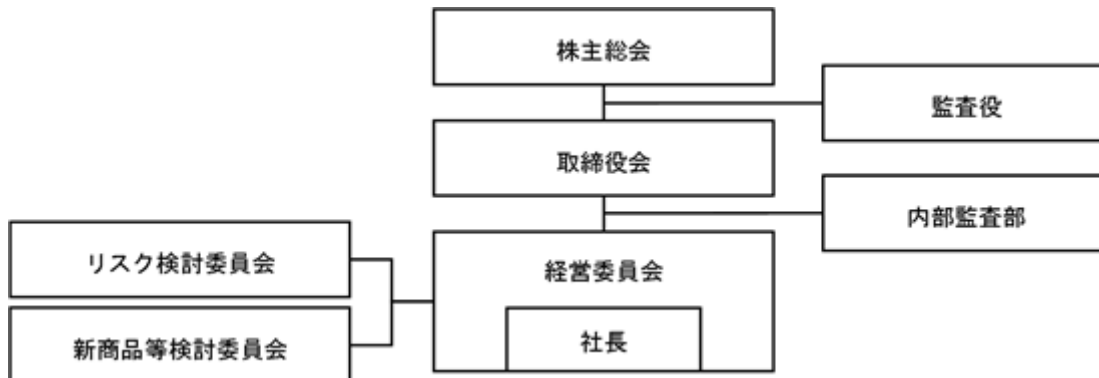 株主総会
監査役
取締役会
内部監査部
リスク検討委員会
経営委員会
新商品等検討委員会
社長